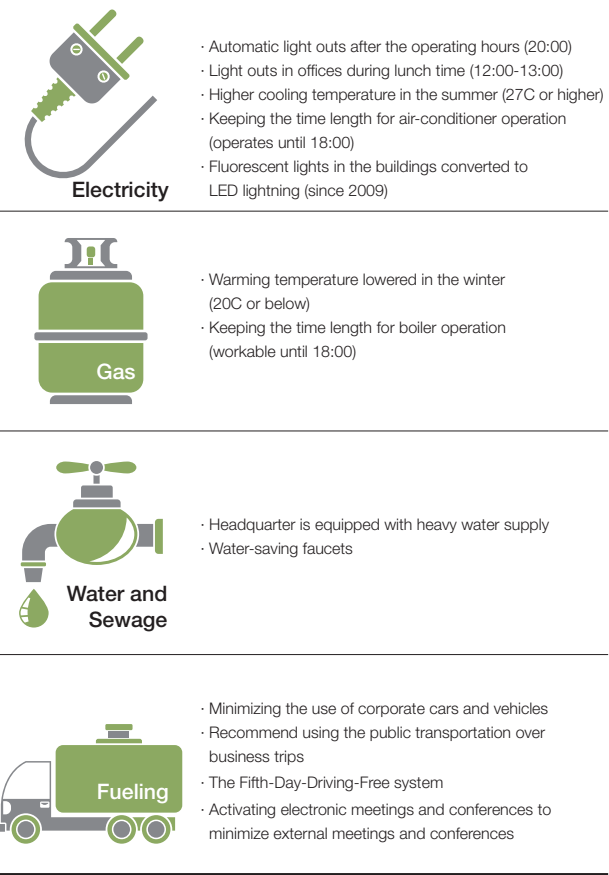 · Automatic light outs after the operating hours (20:00)
· Light outs in offices during lunch time (12:00-13:00)
· Higher cooling temperature in the summer (27C or higher)
· Keeping the time length for air-conditioner operation
(operates until 18:00)
· Fluorescent lights in the buildings converted to
LED lightning (since 2009)
Electricity
· Warming temperature lowered in the winter
(20C or below)
· Keeping the time length for boiler operation
(workable until 18:00)
Gas
· Headquarter is equipped with heavy water supply
· Water-saving faucets
Water and
Sewage
· Minimizing the use of corporate cars and vehicles
· Recommend using the public transportation over
business trips
· The Fifth-Day-Driving-Free system
· Activating electronic meetings and conferences to
minimize external meetings and conferences
Fueling